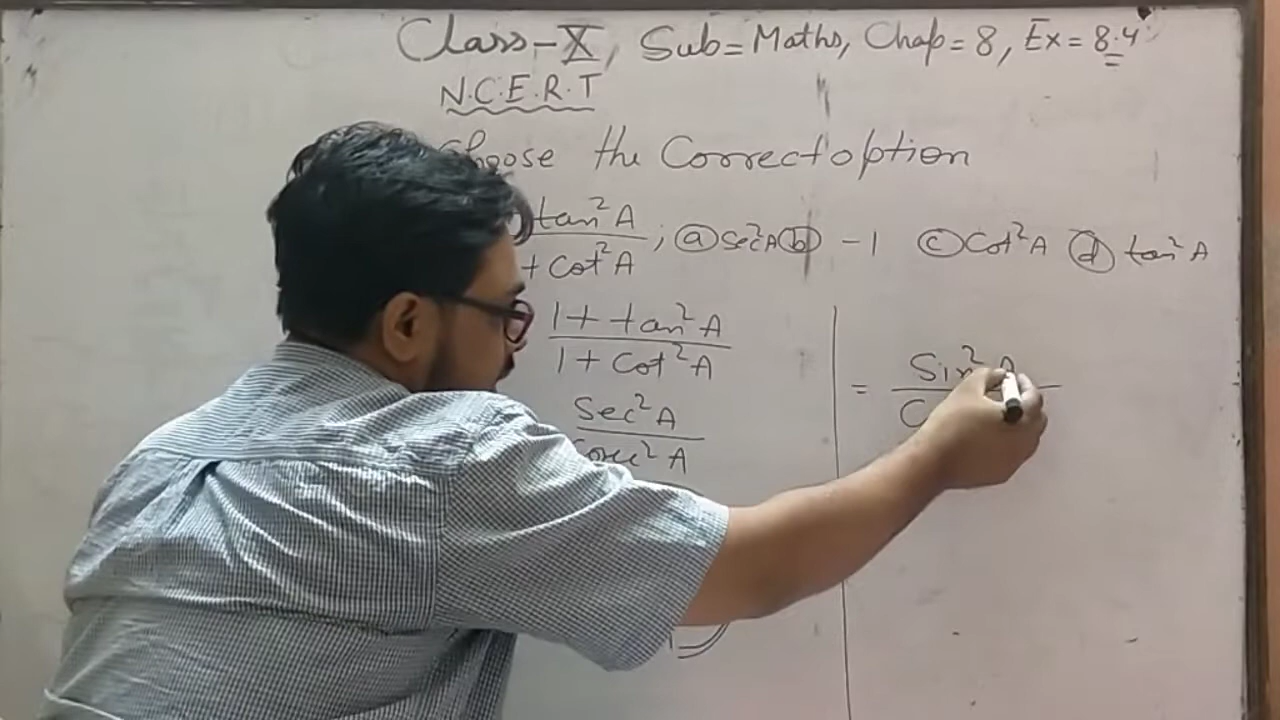 Class-X, Sub=Maths, Chap=8, Ex=8.4
N.C.E.R.T
Choose the Correct option
tan²A
+ Cot²A
; (a) Sec²A (b) -1 (c) Cot²A (d) tan²A
1 + tan²A
1 + Cot²A
Sec²A
Cosec²A
= Sin²A